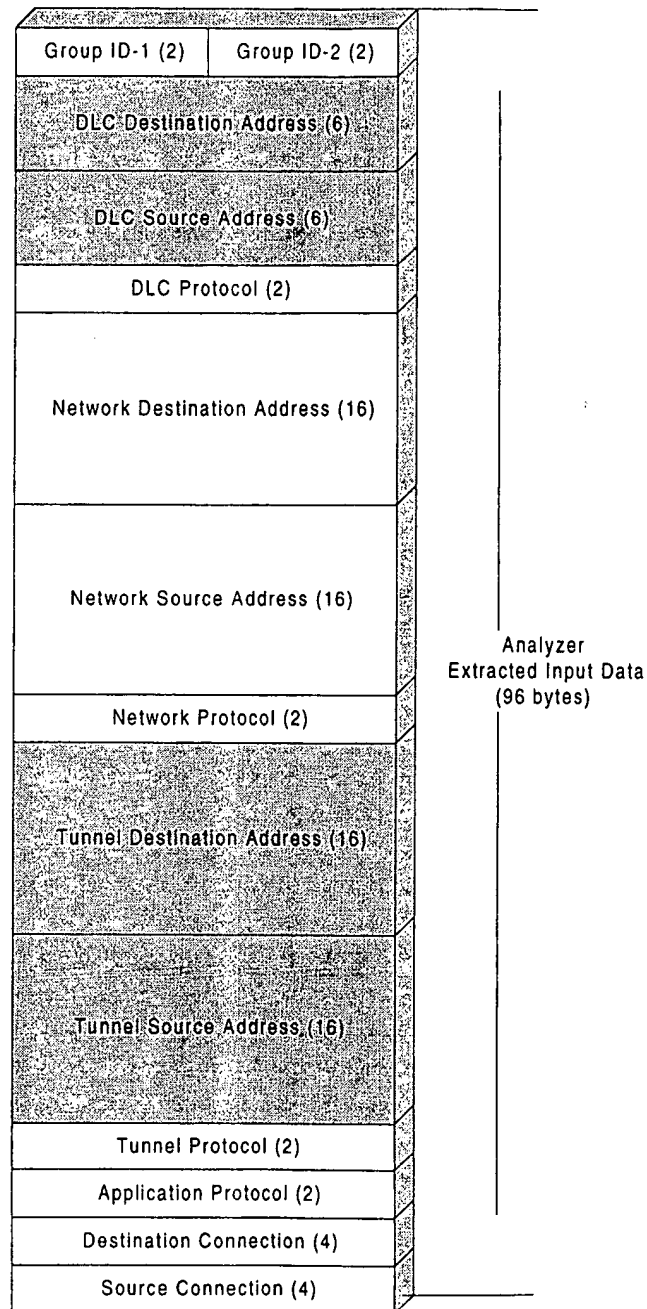 Group ID-1 (2) Group ID-2 (2)
DLC Destination Address (6)
DLC Source Address (6)
DLC Protocol (2)
Network Destination Address (16)
Network Source Address (16)
Network Protocol (2)
Tunnel Destination Address (16)
Tunnel Source Address (16)
Tunnel Protocol (2)
Application Protocol (2)
Destination Connection (4)
Source Connection (4)
Analyzer
Extracted Input Data
(96 bytes)